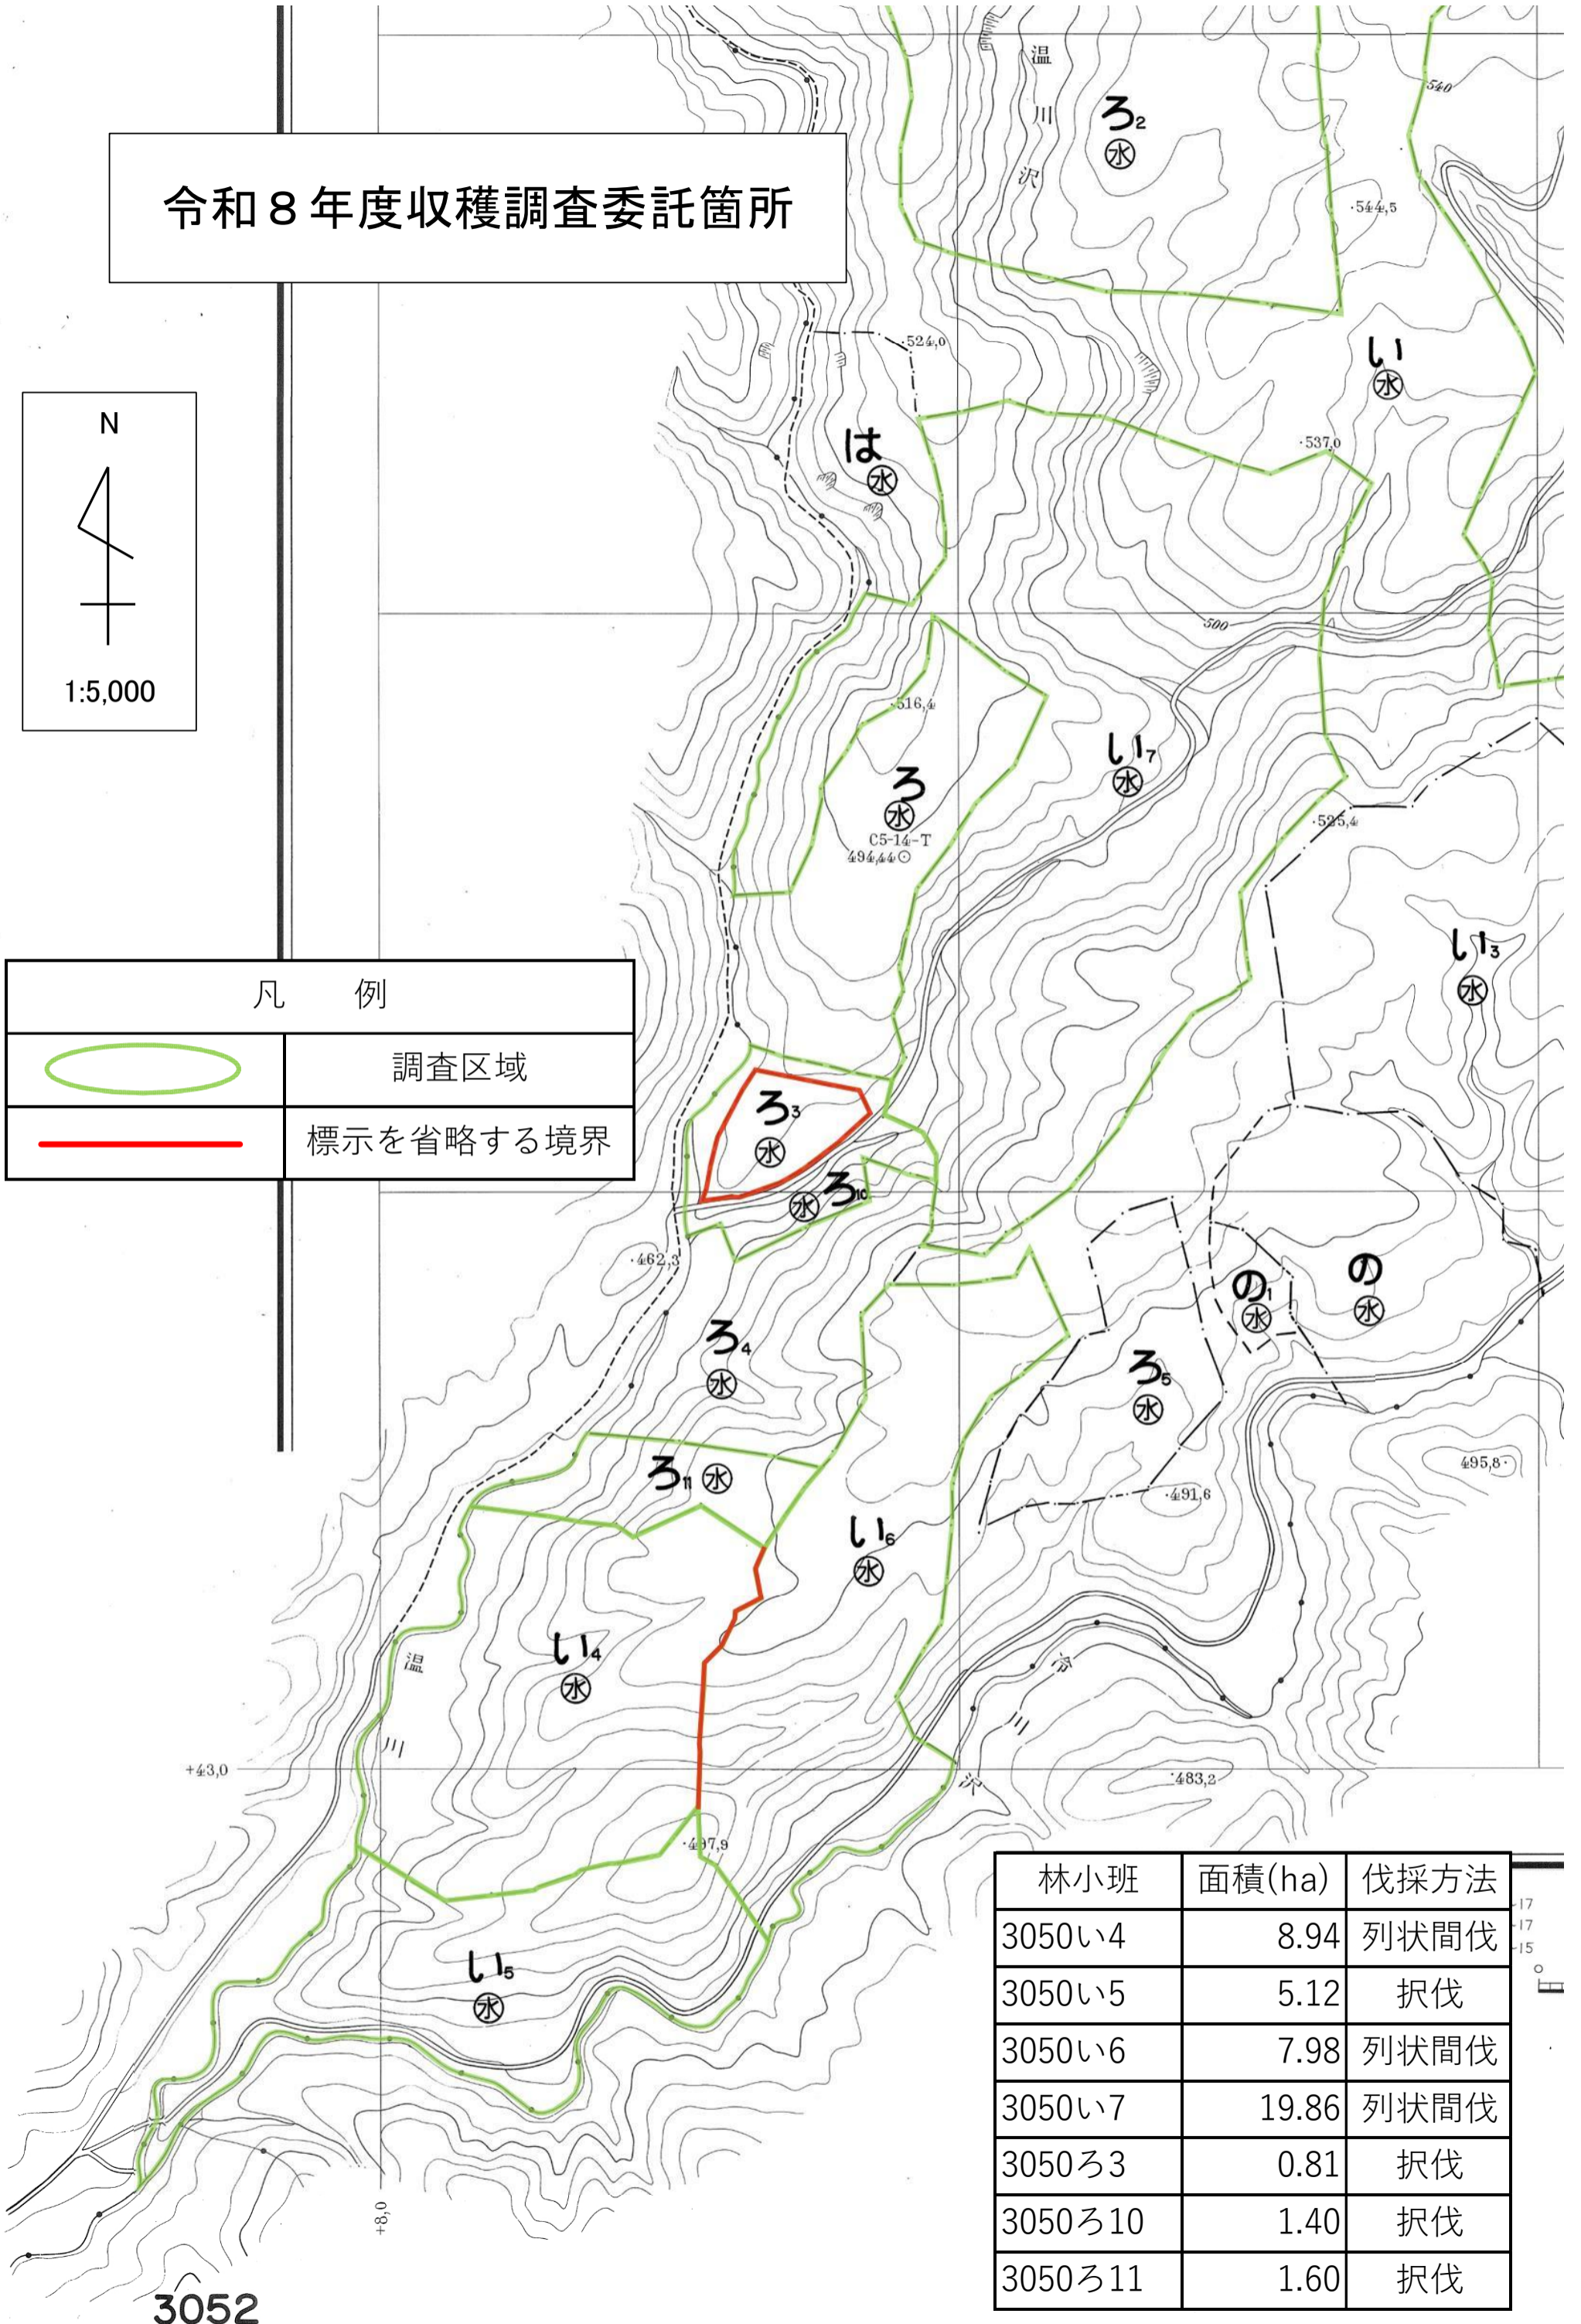 令和８年度収穫調査委託箇所
N
1:5,000
温
川
沢
ろ2
水
540
544,5
524,0
い
水
537,0
は
水
500
516,4
い7
水
ろ
水
C5-14-T
494,44
525,4
い3
水
凡 例
調査区域
標示を省略する境界
ろ3
水
ろ10
水
462,3
の
水
の1
水
ろ4
水
ろ5
水
495,8
ろ11
水
491,6
い6
水
い4
水
温
川
冷
川
沢
+43,0
483,2
497,9
い5
水
+8,0
3052
17
17
15
林小班 面積(ha) 伐採方法
3050い4 8.94 列状間伐
3050い5 5.12 択伐
3050い6 7.98 列状間伐
3050い7 19.86 列状間伐
3050ろ3 0.81 択伐
3050ろ10 1.40 択伐
3050ろ11 1.60 択伐